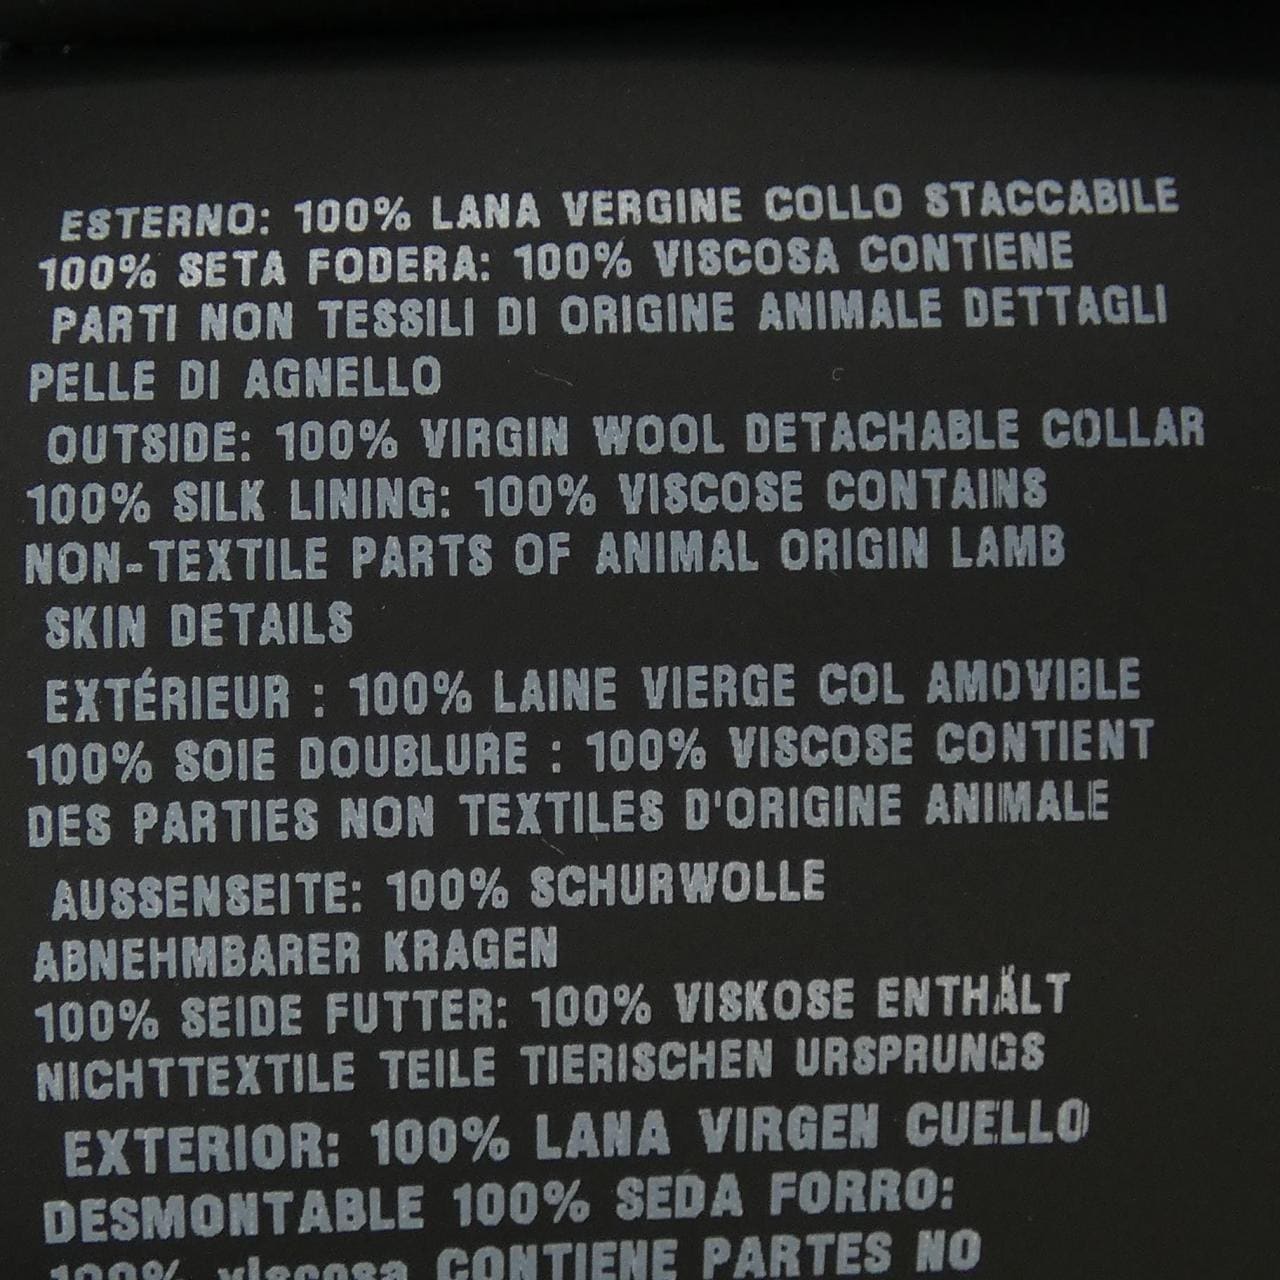 ESTERNO: 100% LANA VERGINE COLLO STACCABILE
100% SETA FODERA: 100% VISCOSA CONTIENE
PARTI NON TESSILI DI ORIGINE ANIMALE DETTAGLI
PELLE DI AGNELLO
OUTSIDE: 100% VIRGIN WOOL DETACHABLE COLLAR
100% SILK LINING: 100% VISCOSE CONTAINS
NON-TEXTILE PARTS OF ANIMAL ORIGIN LAMB
SKIN DETAILS
EXTÉRIEUR : 100% LAINE VIERGE COL AMOVIBLE
100% SOIE DOUBLURE : 100% VISCOSE CONTIENT
DES PARTIES NON TEXTILES D'ORIGINE ANIMALE
AUSSENSEITE: 100% SCHURWOLLE
ABNEHMBARER KRAGEN
100% SEIDE FUTTER: 100% VISKOSE ENTHÄLT
NICHTTEXTILE TEILE TIERISCHEN URSPRUNGS
EXTERIOR: 100% LANA VIRGEN CUELLO
DESMONTABLE 100% SEDA FORRO:
100% viscosa CONTIENE PARTES NO